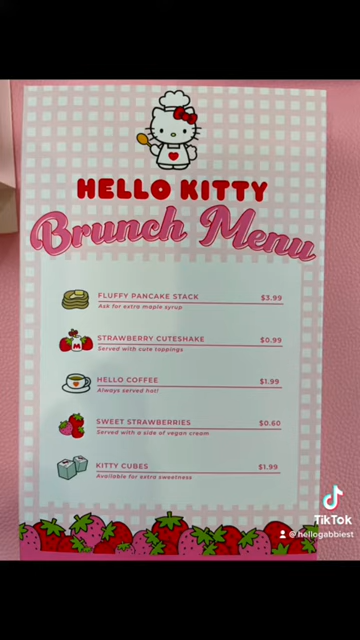 HELLO KITTY
Brunch Menu
FLUFFY PANCAKE STACK $3.99
Ask for extra maple syrup
STRAWBERRY CUTESHAKE $0.99
Served with cute toppings
HELLO COFFEE $1.99
Always served hot!
SWEET STRAWBERRIES $0.60
Served with a side of vegan cream
KITTY CUBES $1.99
Available for extra sweetness
M
TikTok
@hellogabbiest